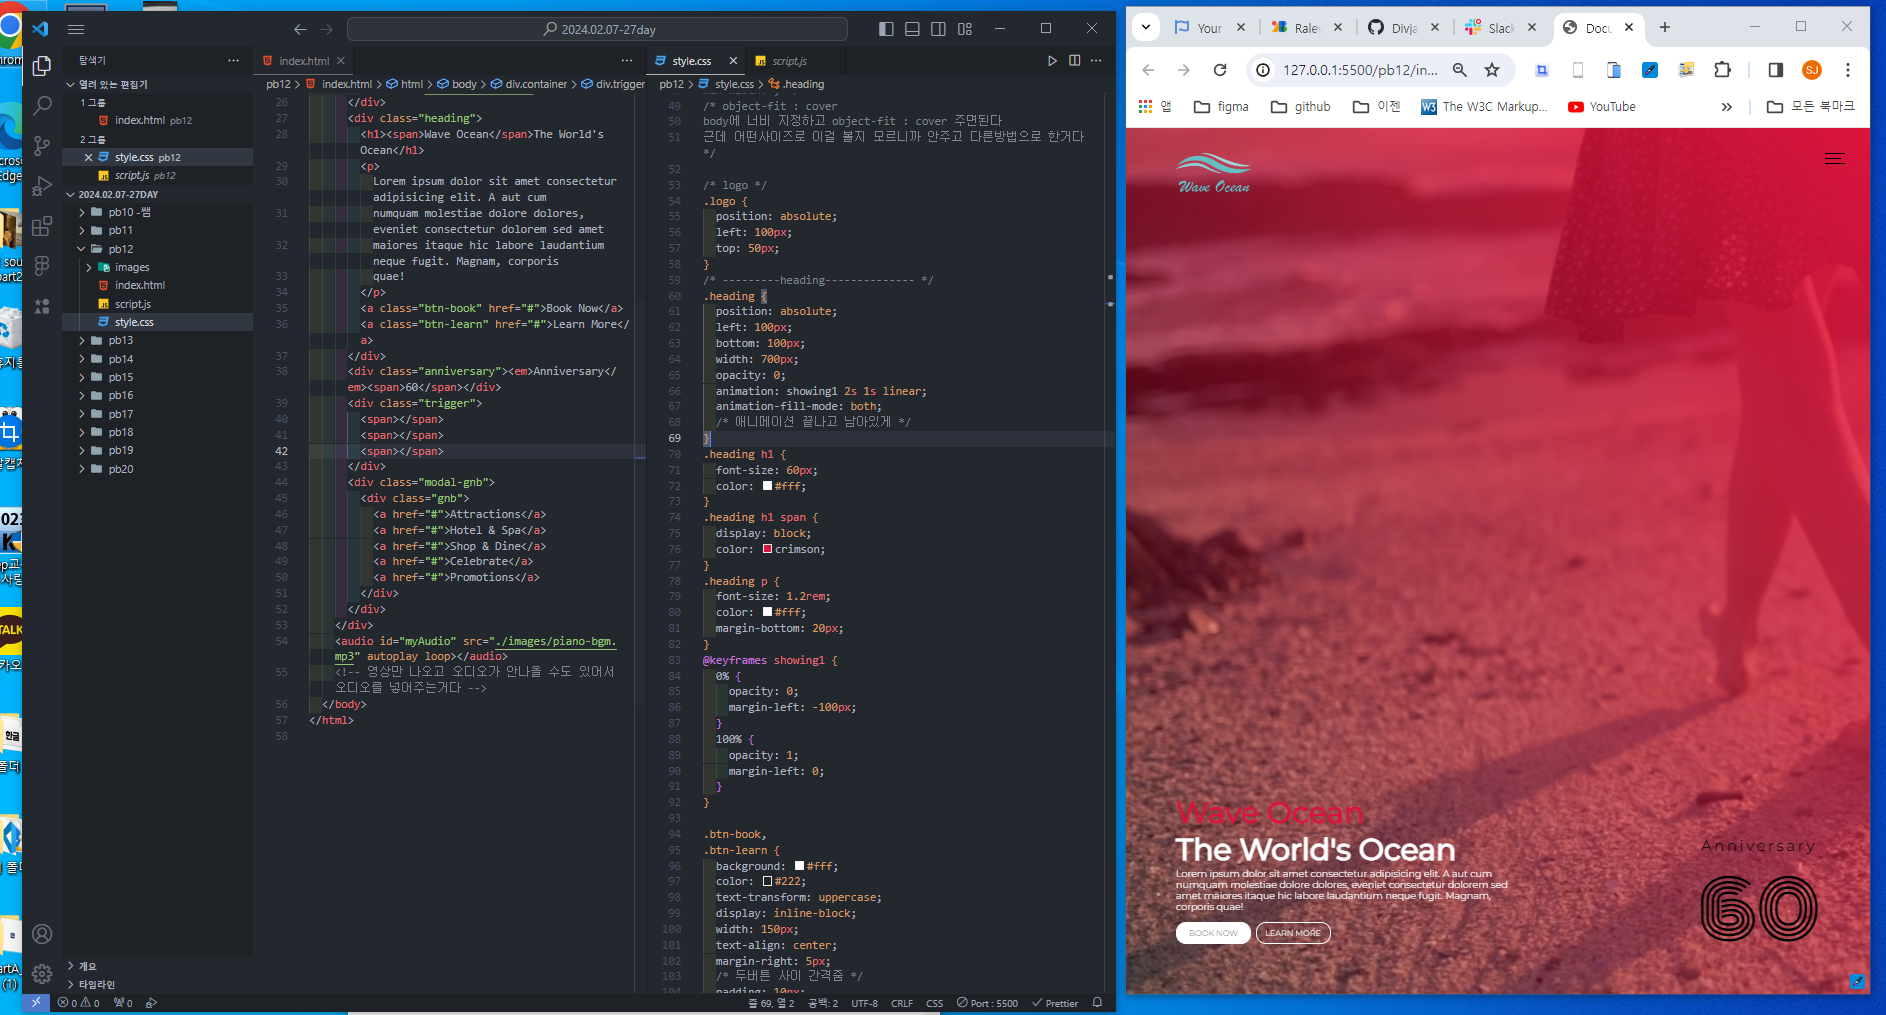 2024.02.07-27day
탐색기
열려 있는 편집기
1 그룹
index.html pb12
2 그룹
style.css pb12
script.js pb12
2024.02.07-27DAY
pb10 -쌤
pb11
pb12
images
index.html
script.js
style.css
pb13
pb14
pb15
pb16
pb17
pb18
pb19
pb20
개요
타임라인
index.html
pb12 > index.html > html > body > div.container > div.trigger
26 </div>
27 <div class="heading">
28 <h1><span>Wave Ocean</span>The World's
Ocean</h1>
29 <p>
30 Lorem ipsum dolor sit amet consectetur
adipisicing elit. A aut cum
31 numquam molestiae dolore dolores,
eveniet consectetur dolorem sed amet
32 maiores itaque hic labore laudantium
neque fugit. Magnam, corporis
33 quae!
34 </p>
35 <a class="btn-book" href="#">Book Now</a>
36 <a class="btn-learn" href="#">Learn More</
a>
37 </div>
38 <div class="anniversary"><em>Anniversary</
em><span>60</span></div>
39 <div class="trigger">
40 <span></span>
41 <span></span>
42 <span></span>
43 </div>
44 <div class="modal-gnb">
45 <div class="gnb">
46 <a href="#">Attractions</a>
47 <a href="#">Hotel & Spa</a>
48 <a href="#">Shop & Dine</a>
49 <a href="#">Celebrate</a>
50 <a href="#">Promotions</a>
51 </div>
52 </div>
53 </div>
54 <audio id="myAudio" src="./images/piano-bgm.
mp3" autoplay loop></audio>
55 <!-- 영상만 나오고 오디오가 안나올 수도 있어서
오디오를 넣어주는거다 -->
56 </body>
57 </html>
58
style.css
script.js
pb12 > style.css > .heading
49 /* object-fit : cover
50 body에 너비 지정하고 object-fit : cover 주면된다
51 근데 어떤사이즈로 이걸 볼지 모르니까 안주고 다른방법으로 한거다
*/
52
53 /* logo */
54 .logo {
55 position: absolute;
56 left: 100px;
57 top: 50px;
58 }
59 /* ---------heading-------------- */
60 .heading {
61 position: absolute;
62 left: 100px;
63 bottom: 100px;
64 width: 700px;
65 opacity: 0;
66 animation: showing1 2s 1s linear;
67 animation-fill-mode: both;
68 /* 애니메이션 끝나고 남아있게 */
69 }
70 .heading h1 {
71 font-size: 60px;
72 color: #fff;
73 }
74 .heading h1 span {
75 display: block;
76 color: crimson;
77 }
78 .heading p {
79 font-size: 1.2rem;
80 color: #fff;
81 margin-bottom: 20px;
82 }
83 @keyframes showing1 {
84 0% {
85 opacity: 0;
86 margin-left: -100px;
87 }
88 100% {
89 opacity: 1;
90 margin-left: 0;
91 }
92 }
93
94 .btn-book,
95 .btn-learn {
96 background: #fff;
97 color: #222;
98 text-transform: uppercase;
99 display: inline-block;
100 width: 150px;
101 text-align: center;
102 margin-right: 5px;
103 /* 두버튼 사이 간격줌 */
104 padding: 10px;
0 0 0
줄 69, 열 2 공백: 2 UTF-8 CRLF CSS Port : 5500 Prettier
Your
Rale
Divja
Slack
Docu
127.0.0.1:5500/pb12/in...
SJ
앱 figma github 이젠 The W3C Markup... YouTube » 모든 북마크
Wave Ocean
Wave Ocean
The World's Ocean
Lorem ipsum dolor sit amet consectetur adipisicing elit. A aut cum
numquam molestiae dolore dolores, eveniet consectetur dolorem sed
amet maiores itaque hic labore laudantium neque fugit. Magnam,
corporis quae!
BOOK NOW LEARN MORE
Anniversary
60